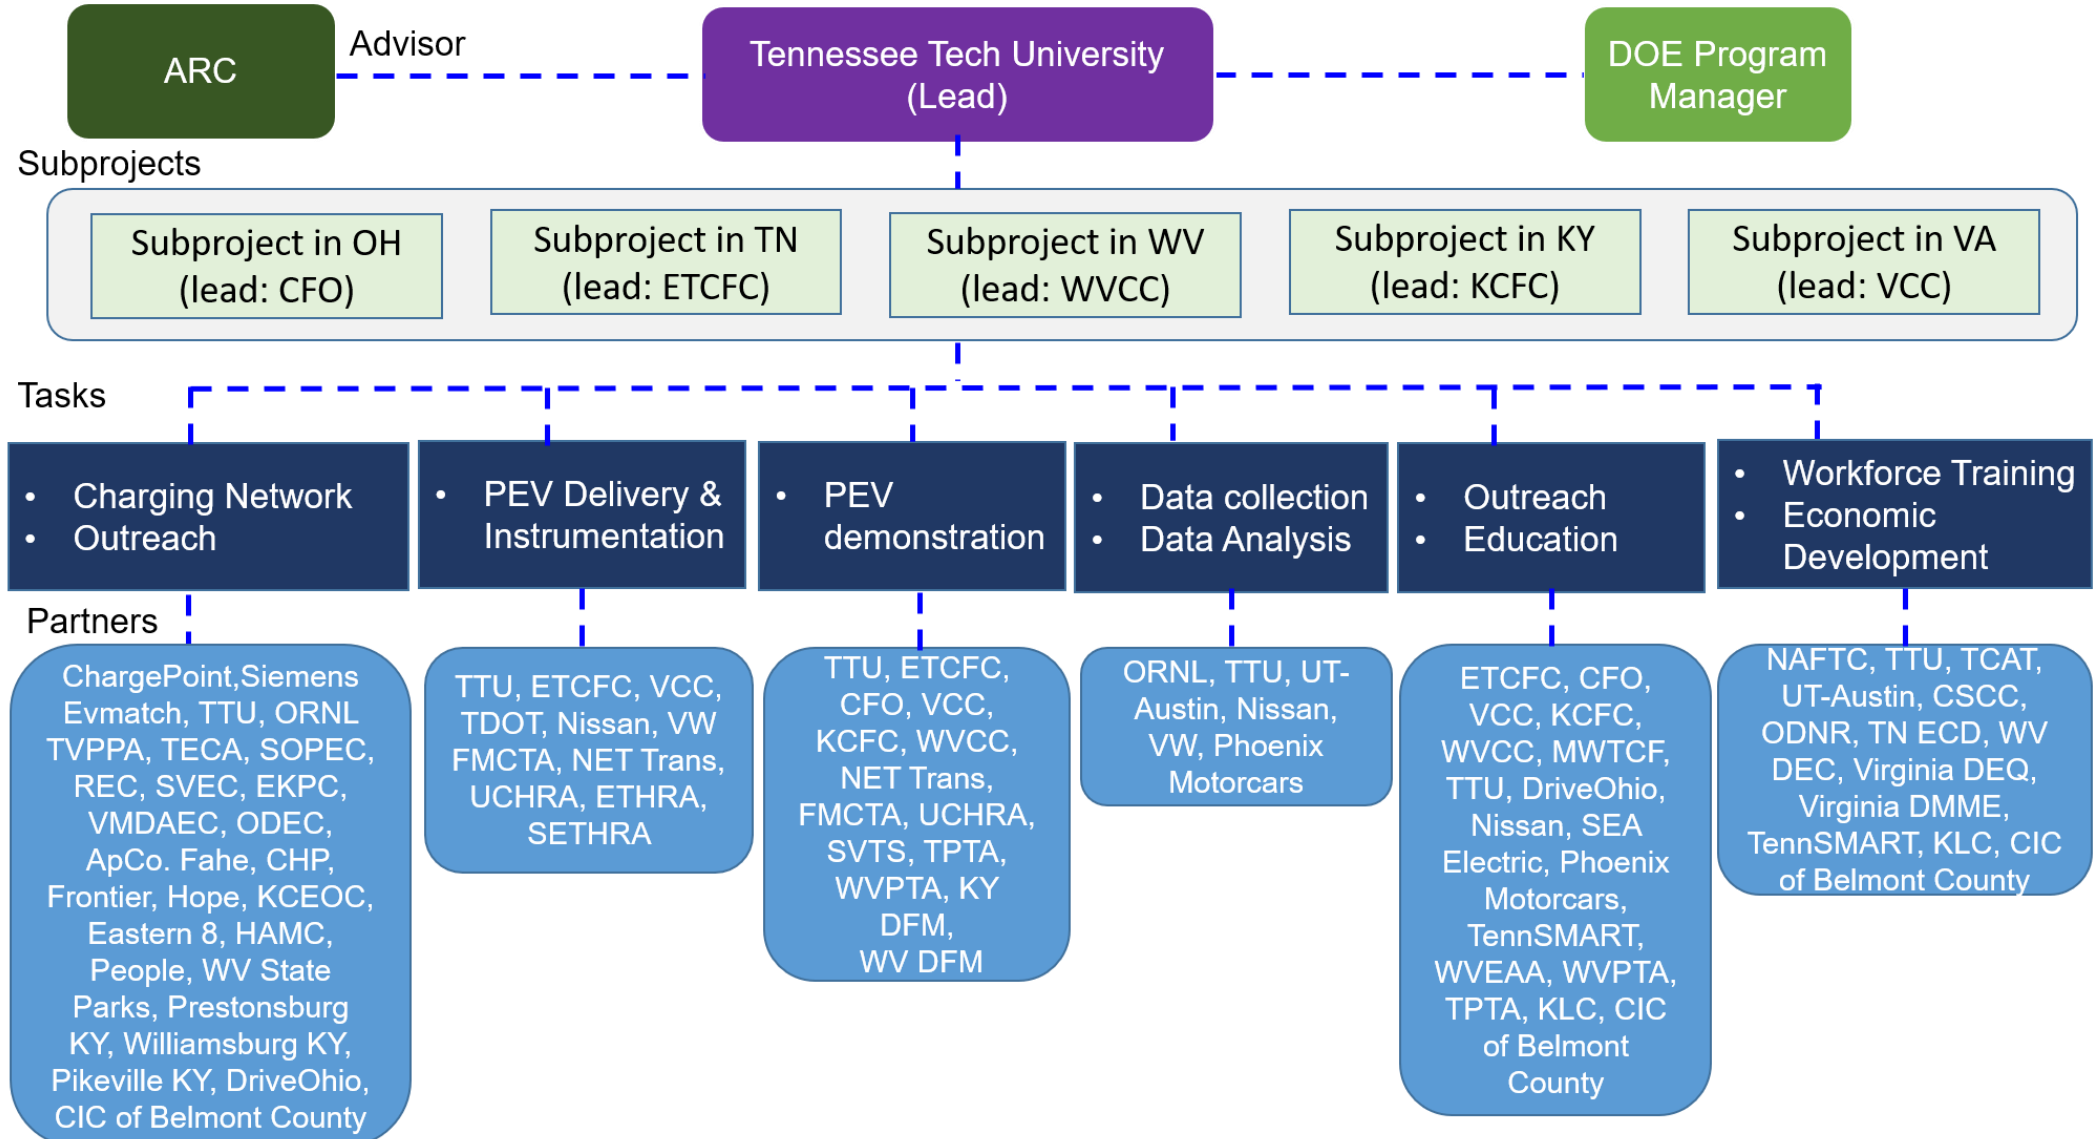 ARC
Advisor
Tennessee Tech University
(Lead)
DOE Program
Manager
Subprojects
Subproject in OH
(lead: CFO)
Subproject in TN
(lead: ETCFC)
Subproject in WV
(lead: WVCC)
Subproject in KY
(lead: KCFC)
Subproject in VA
(lead: VCC)
Tasks
• Charging Network
• Outreach
• PEV Delivery &
Instrumentation
• PEV
demonstration
• Data collection
• Data Analysis
• Outreach
• Education
• Workforce Training
• Economic
Development
Partners
ChargePoint,Siemens
Evmatch, TTU, ORNL
TVPPA, TECA, SOPEC,
REC, SVEC, EKPC,
VMDAEC, ODEC,
ApCo. Fahe, CHP,
Frontier, Hope, KCEOC,
Eastern 8, HAMC,
People, WV State
Parks, Prestonsburg
KY, Williamsburg KY,
Pikeville KY, DriveOhio,
CIC of Belmont County
TTU, ETCFC, VCC,
TDOT, Nissan, VW
FMCTA, NET Trans,
UCHRA, ETHRA,
SETHRA
TTU, ETCFC,
CFO, VCC,
KCFC, WVCC,
NET Trans,
FMCTA, UCHRA,
SVTS, TPTA,
WVPTA, KY
DFM,
WV DFM
ORNL, TTU, UT-
Austin, Nissan,
VW, Phoenix
Motorcars
ETCFC, CFO,
VCC, KCFC,
WVCC, MWTCF,
TTU, DriveOhio,
Nissan, SEA
Electric, Phoenix
Motorcars,
TennSMART,
WVEAA, WVPTA,
TPTA, KLC, CIC
of Belmont
County
NAFTC, TTU, TCAT,
UT-Austin, CSCC,
ODNR, TN ECD, WV
DEC, Virginia DEQ,
Virginia DMME,
TennSMART, KLC, CIC
of Belmont County